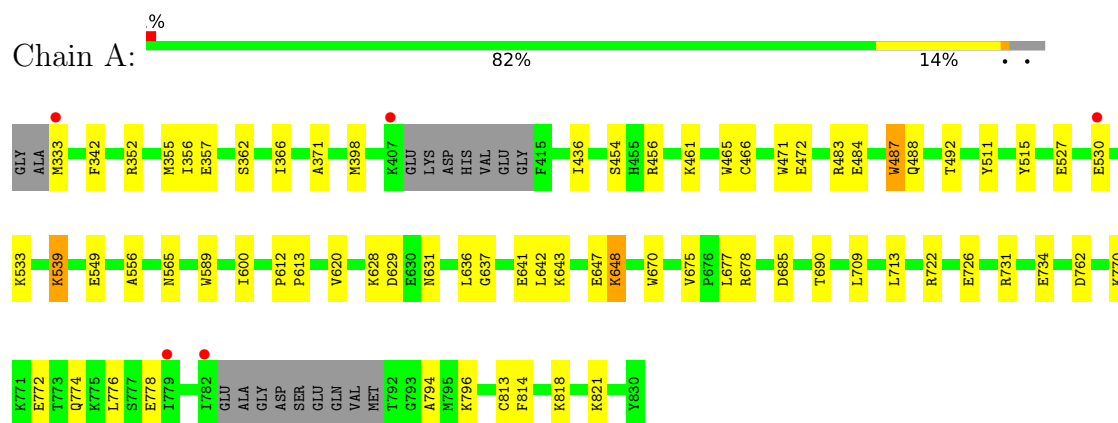 .%
Chain A:
82% 14% • •
GLY ALA M333 F342 R352 M355 I356 E357 S362 I366 A371 M398 K407 GLU LYS ASP HIS VAL GLU GLY F415 I436 S454 H455 R456 K461 W465 C466 W471 E472 R483 E484 W487 Q488 T492 Y511 Y515 E527 E530
K533 K539 E549 A556 N565 W589 I600 P612 P613 V620 K628 D629 E630 N631 L636 G637 E641 L642 K643 E647 K648 W670 V675 P676 L677 R678 D685 T690 L709 L713 R722 E726 R731 E734 D762 K770
K771 E772 T773 Q774 K775 L776 S777 E778 I779 I782 GLU ALA GLY ASP SER GLU GLN VAL MET T792 G793 A794 M795 K796 C813 F814 K818 K821 Y830